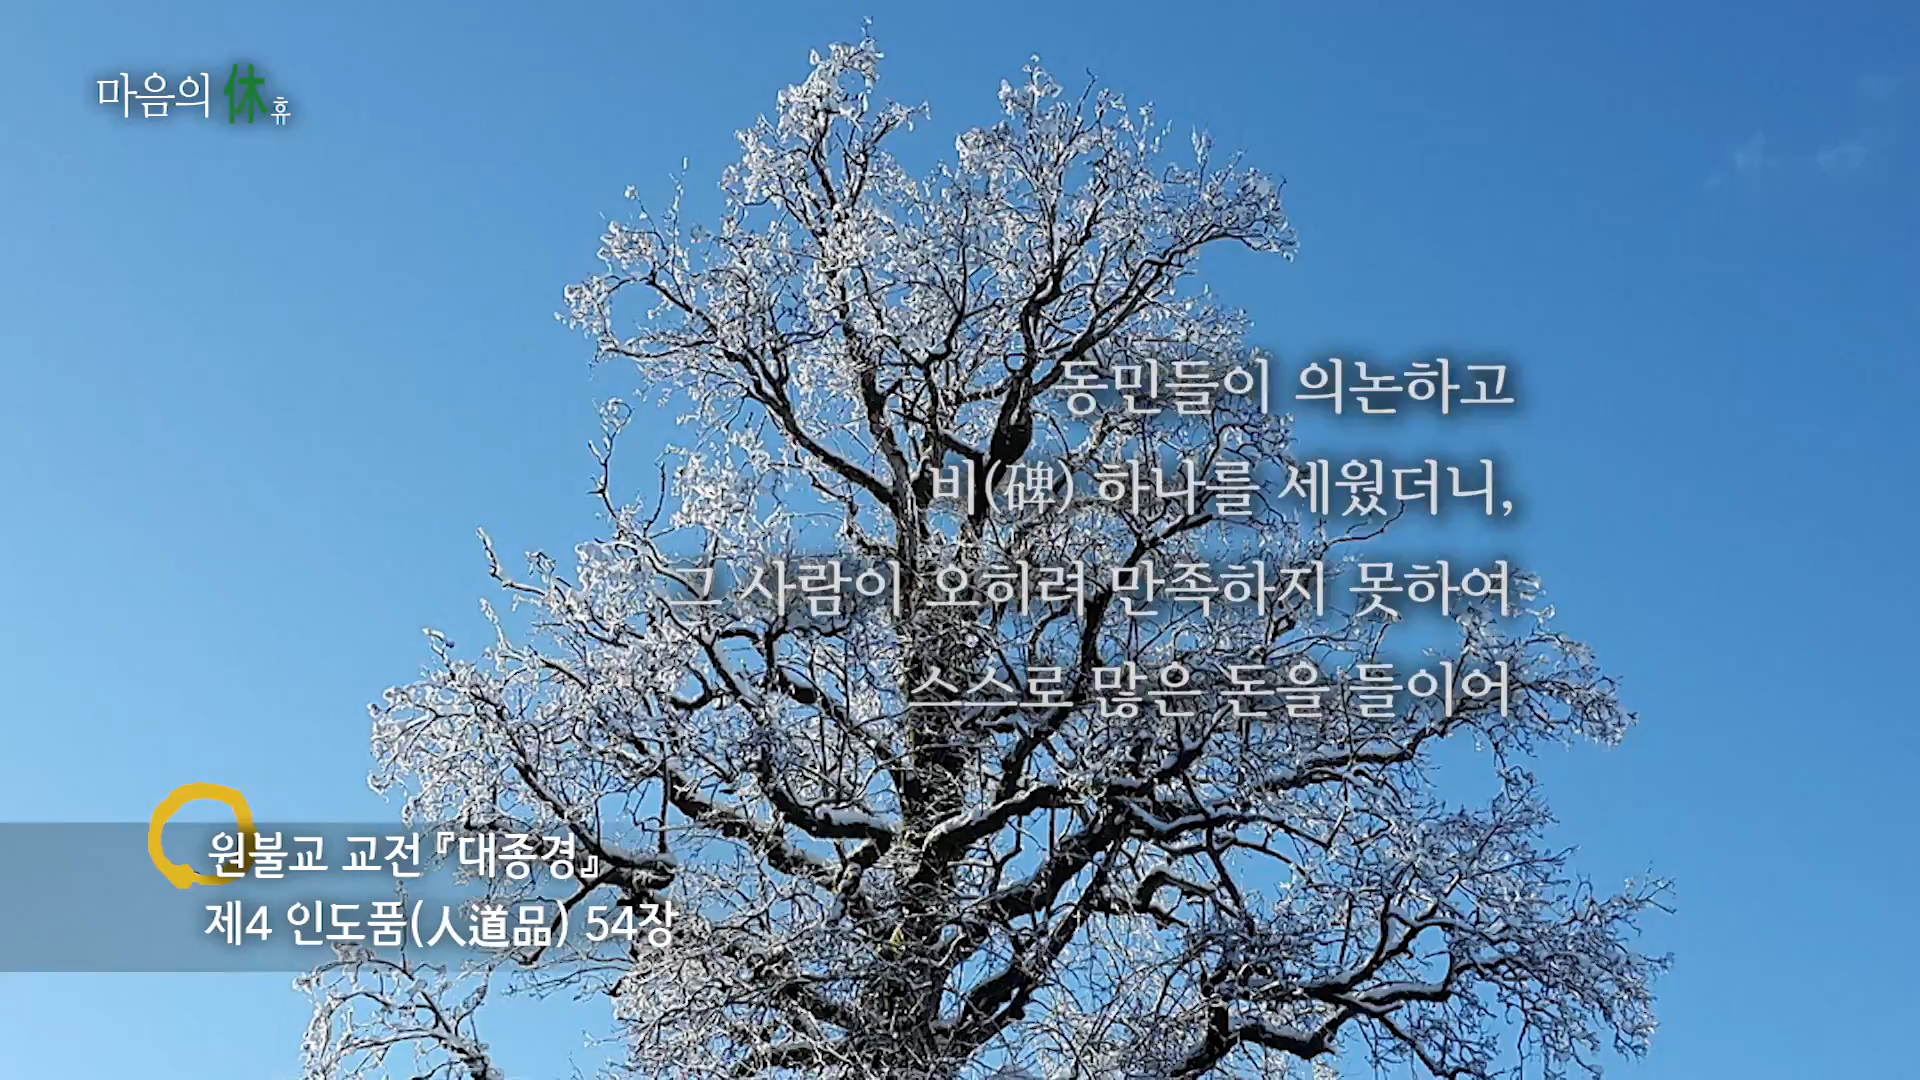 마음의 休 휴
동민들이 의논하고
비(碑) 하나를 세웠더니,
그 사람이 오히려 만족하지 못하여
스스로 많은 돈을 들이어
원불교 교전『대종경』
제4 인도품(人道品) 54장